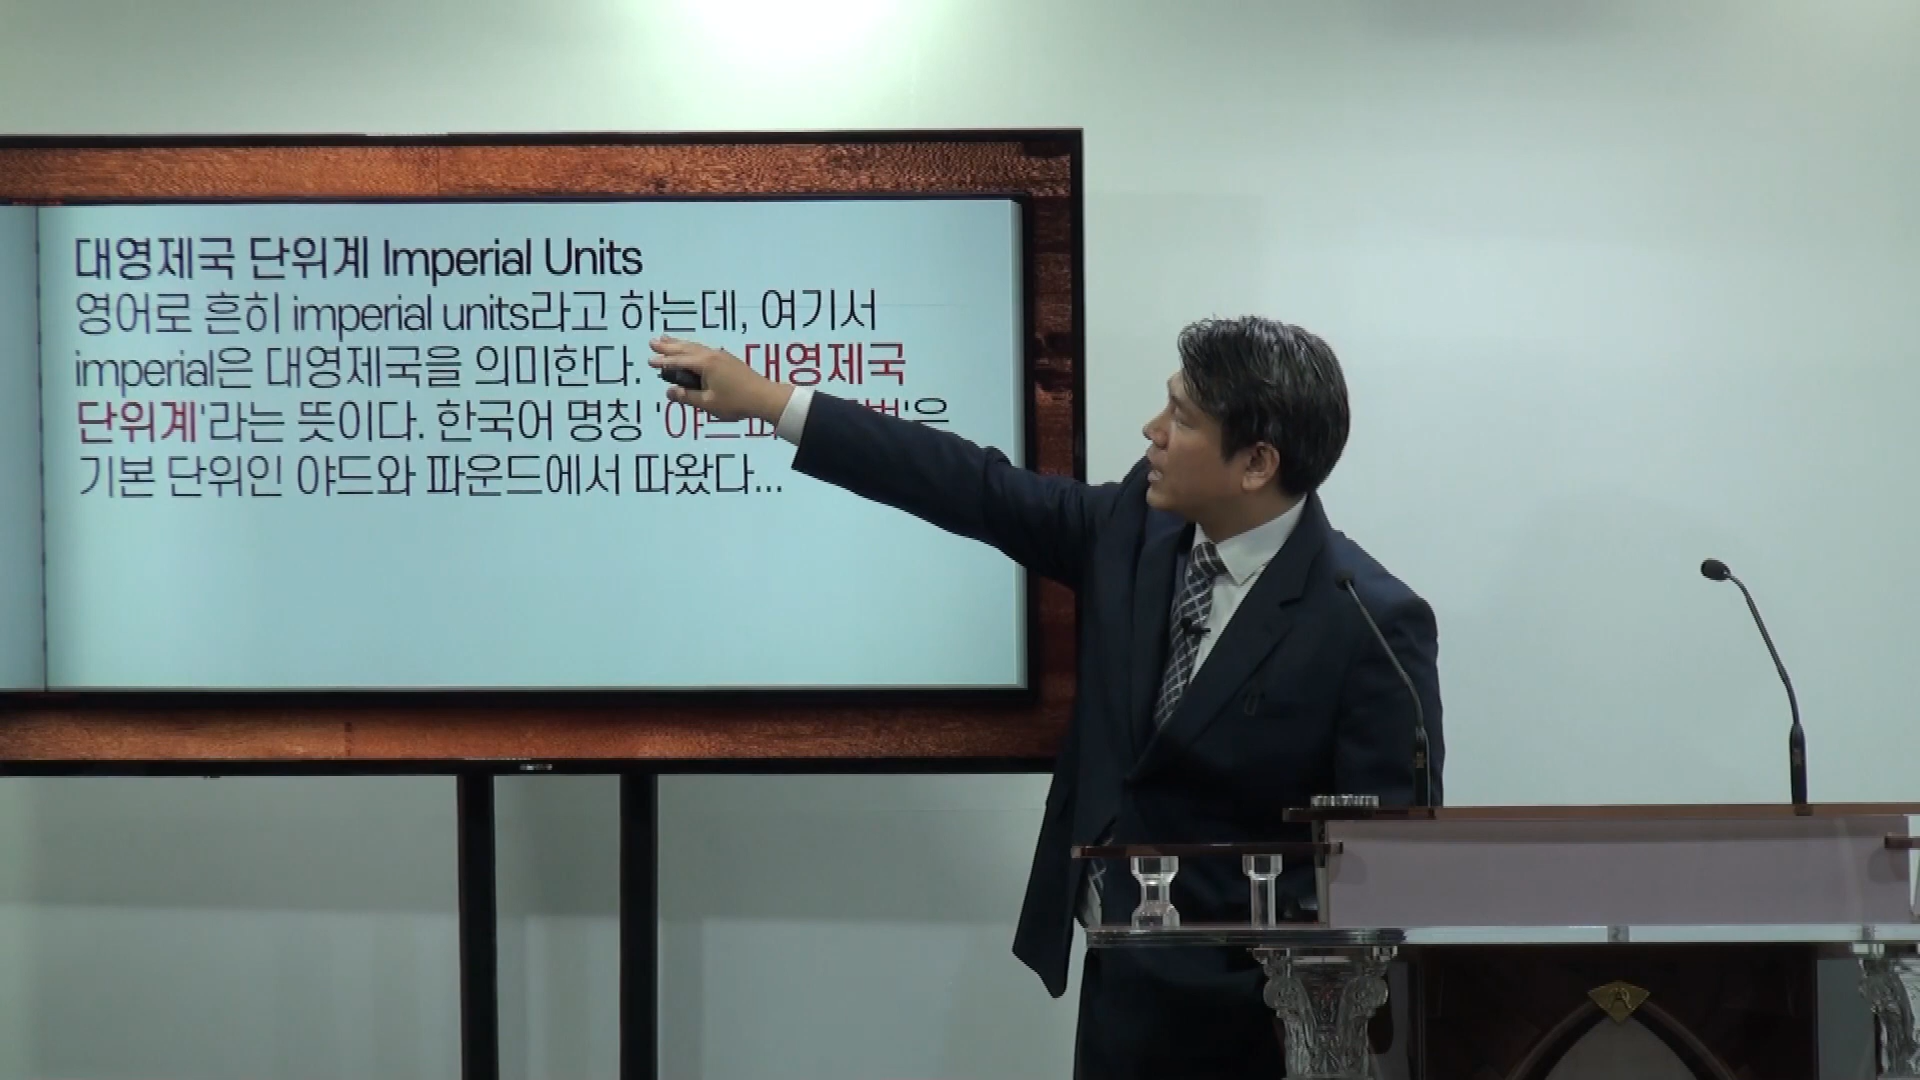 대영제국 단위계 Imperial Units
영어로 흔히 imperial units라고 하는데, 여기서
imperial은 대영제국을 의미한다. 대영제국
단위계'라는 뜻이다. 한국어 명칭 '야드파
기본 단위인 야드와 파운드에서 따왔다...